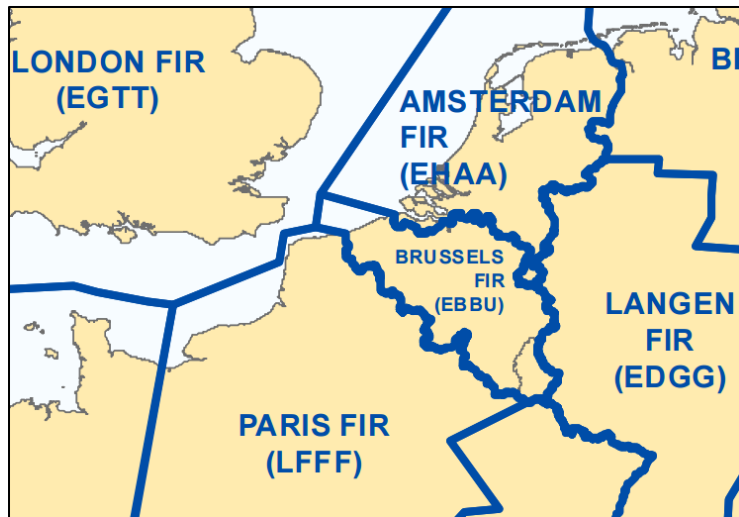 LONDON FIR
(EGTT)
AMSTERDAM
FIR
(EHAA)
BRUSSELS
FIR
(EBBU)
LANGEN
FIR
(EDGG)
PARIS FIR
(LFFF)